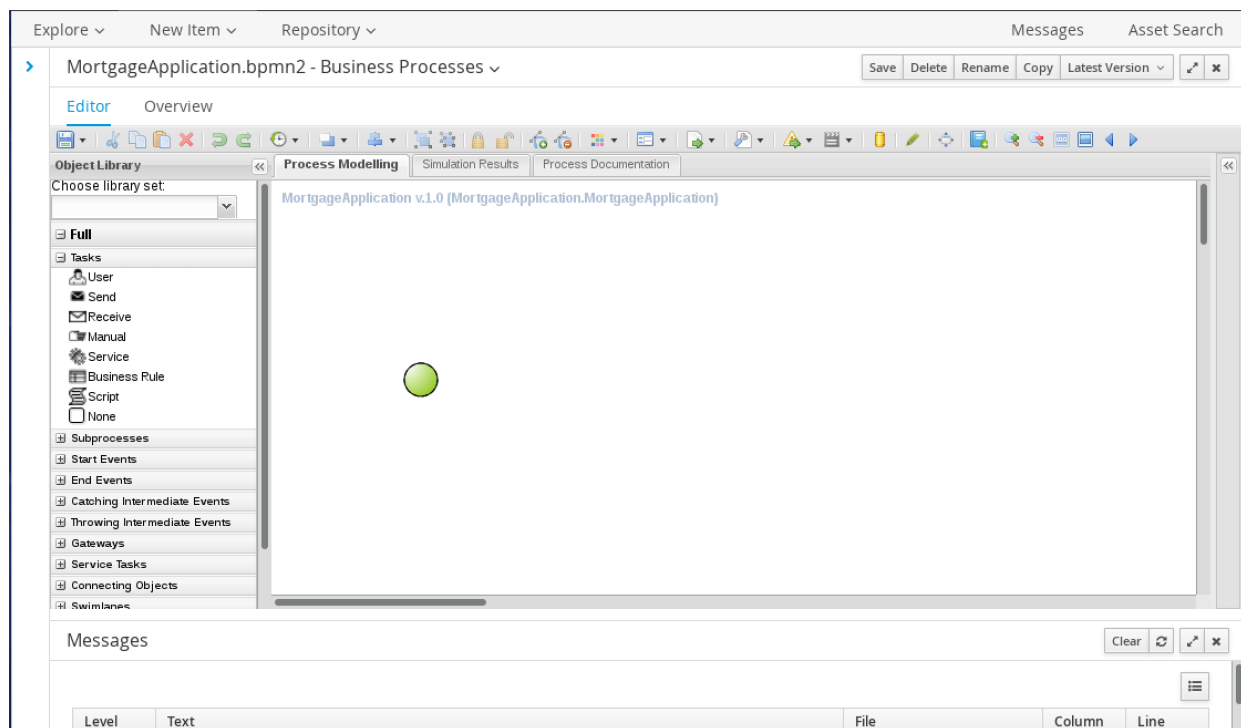 Explore New Item Repository Messages Asset Search
MortgageApplication.bpmn2 - Business Processes Save Delete Rename Copy Latest Version
Editor Overview
Object Library Process Modelling Simulation Results Process Documentation
Choose library set:
MortgageApplication v.1.0 (MortgageApplication.MortgageApplication)
Full
Tasks
User
Send
Receive
Manual
Service
Business Rule
Script
None
Subprocesses
Start Events
End Events
Catching Intermediate Events
Throwing Intermediate Events
Gateways
Service Tasks
Connecting Objects
Swimlanes
Messages Clear
Level Text File Column Line